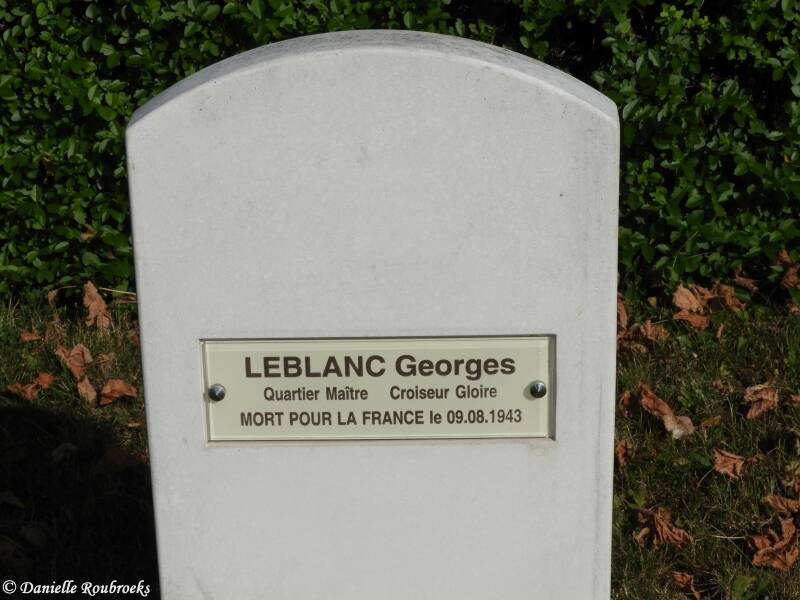 LEBLANC Georges
Quartier Maître Croiseur Gloire
MORT POUR LA FRANCE le 09.08.1943
© Danielle Roubroeks